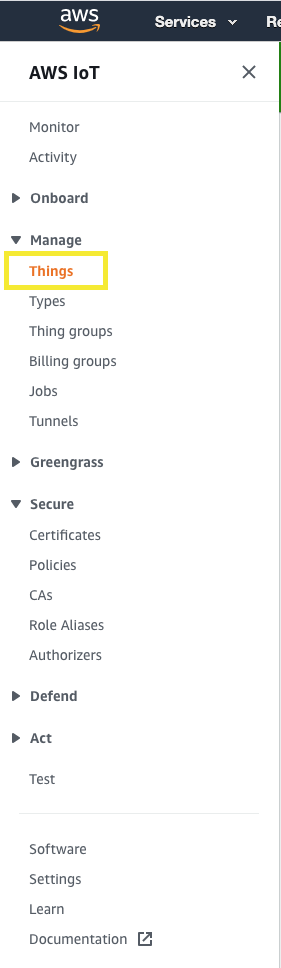 aws Services Re
AWS IoT
Monitor
Activity
Onboard
Manage
Things
Types
Thing groups
Billing groups
Jobs
Tunnels
Greengrass
Secure
Certificates
Policies
CAs
Role Aliases
Authorizers
Defend
Act
Test
Software
Settings
Learn
Documentation